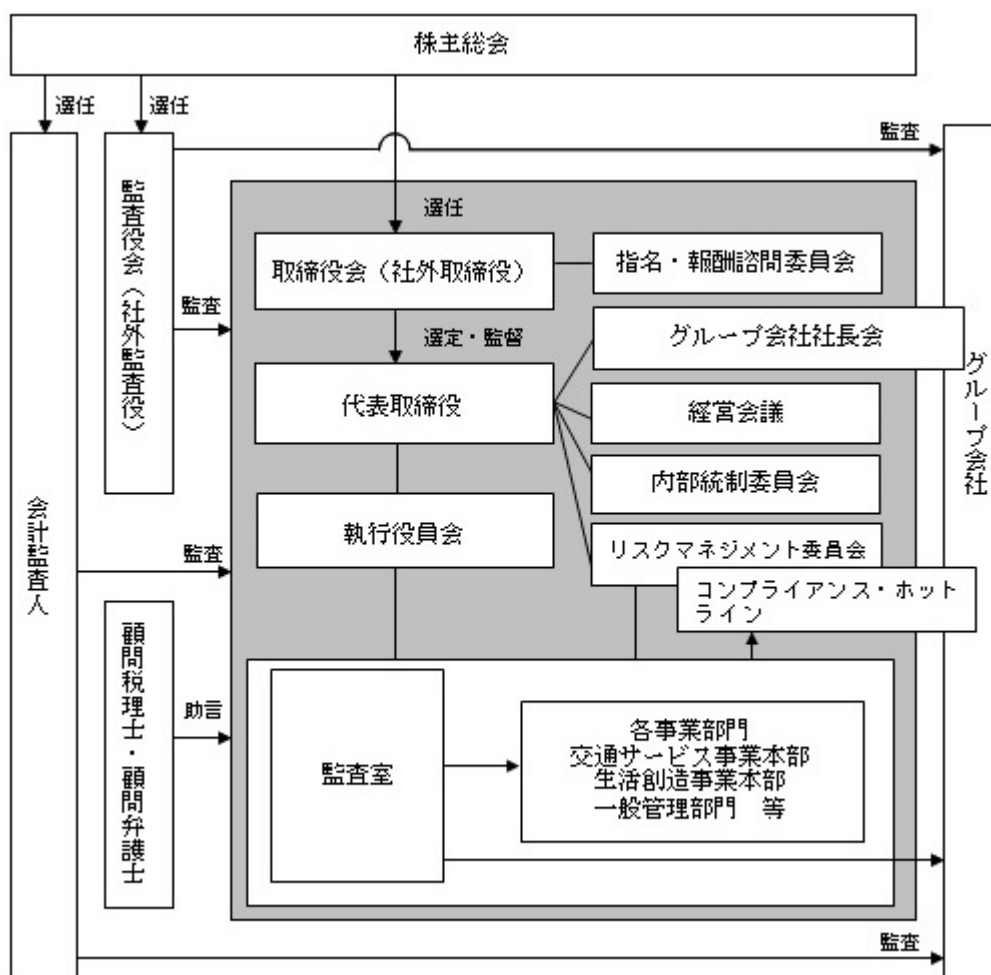 株主総会
選任
選任
監査
監査役会（社外監査役）
選任
取締役会（社外取締役）
指名・報酬諮問委員会
監査
選定・監督
グループ会社社長会
グループ会社
代表取締役
経営会議
内部統制委員会
会計監査人
執行役員会
リスクマネジメント委員会
監査
コンプライアンス・ホット
ライン
顧問税理士・顧問弁護士
助言
監査室
各事業部門
交通サービス事業本部
生活創造事業本部
一般管理部門　等
監査